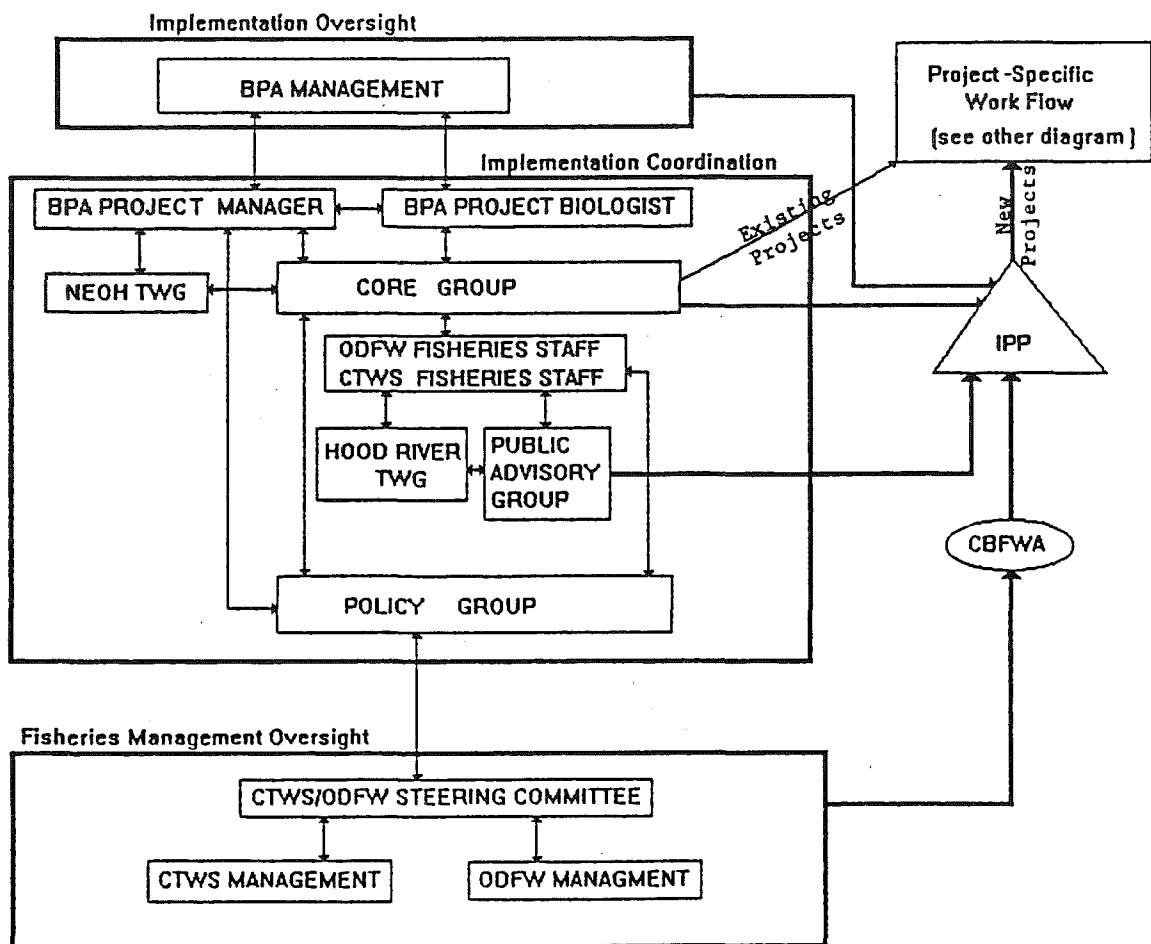 Implementation Oversight
BPA MANAGEMENT
Project-Specific
Work Flow
(see other diagram)
Implementation Coordination
BPA PROJECT MANAGER
BPA PROJECT BIOLOGIST
Existing
Projects
New
Projects
NEOH TWG
CORE GROUP
IPP
ODFW FISHERIES STAFF
CTWS FISHERIES STAFF
HOOD RIVER
TWG
PUBLIC
ADVISORY
GROUP
CBFWA
POLICY GROUP
Fisheries Management Oversight
CTWS/ODFW STEERING COMMITTEE
CTWS MANAGEMENT
ODFW MANAGMENT